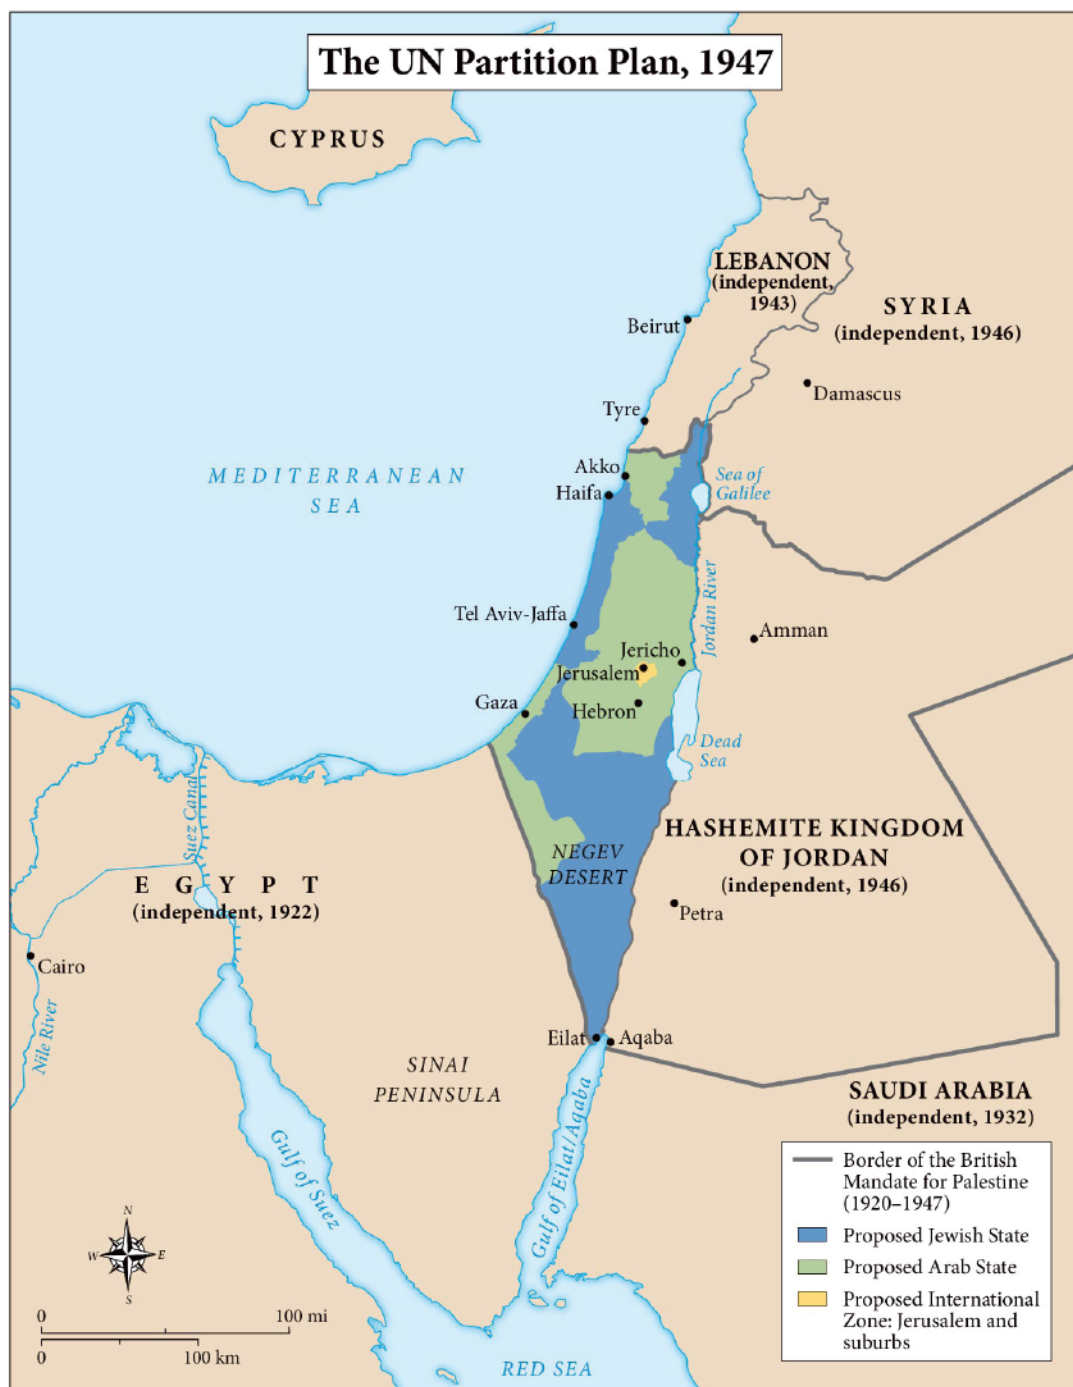 The UN Partition Plan, 1947
CYPRUS
LEBANON
(independent,
1943)
SYRIA
(independent, 1946)
Beirut
Damascus
Tyre
MEDITERRANEAN
SEA
Akko
Haifa
Sea of
Galilee
Jordan River
Tel Aviv-Jaffa
Amman
Jericho
Jerusalem
Gaza
Hebron
Dead
Sea
Suez Canal
HASHEMITE KINGDOM
OF JORDAN
(independent, 1946)
NEGEV
DESERT
EGYPT
(independent, 1922)
Petra
Cairo
Nile River
Eilat
Aqaba
SINAI
PENINSULA
Gulf of Suez
Gulf of Eilat/Aqaba
SAUDI ARABIA
(independent, 1932)
Border of the British
Mandate for Palestine
(1920–1947)
Proposed Jewish State
Proposed Arab State
Proposed International
Zone: Jerusalem and
suburbs
N
W
E
S
0
100 mi
0
100 km
RED SEA